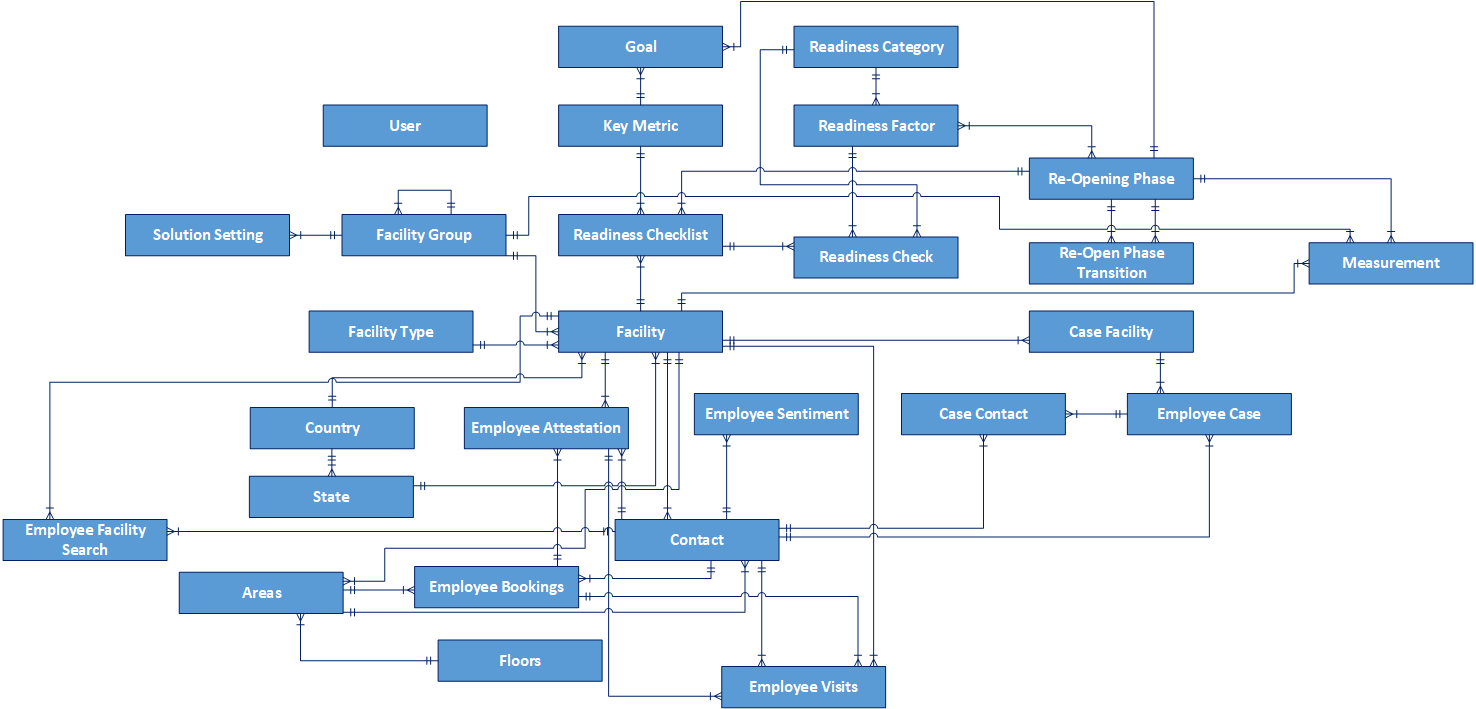 Goal
Readiness Category
User
Key Metric
Readiness Factor
Re-Opening Phase
Solution Setting
Facility Group
Readiness Checklist
Readiness Check
Re-Open Phase
Transition
Measurement
Facility Type
Facility
Case Facility
Country
Employee Attestation
Employee Sentiment
Case Contact
Employee Case
State
Employee Facility
Search
Contact
Areas
Employee Bookings
Floors
Employee Visits